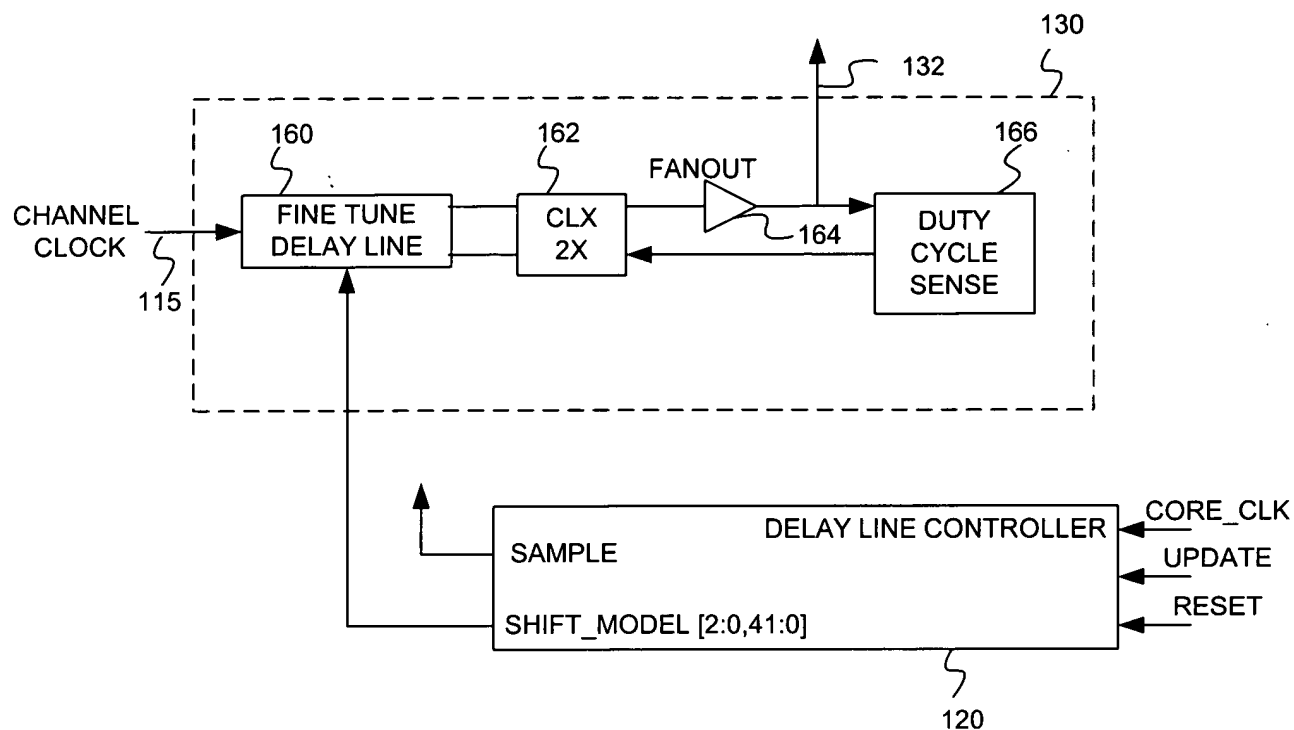 130
132
160
162
166
FANOUT
CHANNEL
CLOCK
FINE TUNE
DELAY LINE
CLX
2X
164
DUTY
CYCLE
SENSE
115
DELAY LINE CONTROLLER
CORE_CLK
SAMPLE
UPDATE
SHIFT_MODEL [2:0,41:0]
RESET
120